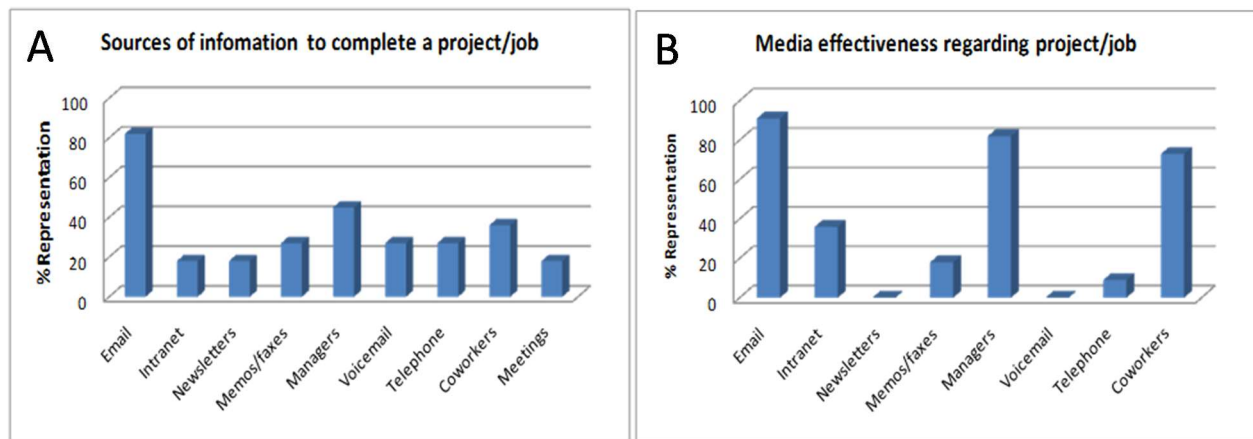 A
Sources of infomation to complete a project/job
% Representation
100
80
60
40
20
0
Email
Intranet
Newsletters
Memos/faxes
Managers
Voicemail
Telephone
Coworkers
Meetings
B
Media effectiveness regarding project/job
% Representation
100
80
60
40
20
0
Email
Intranet
Newsletters
Memos/faxes
Managers
Voicemail
Telephone
Coworkers